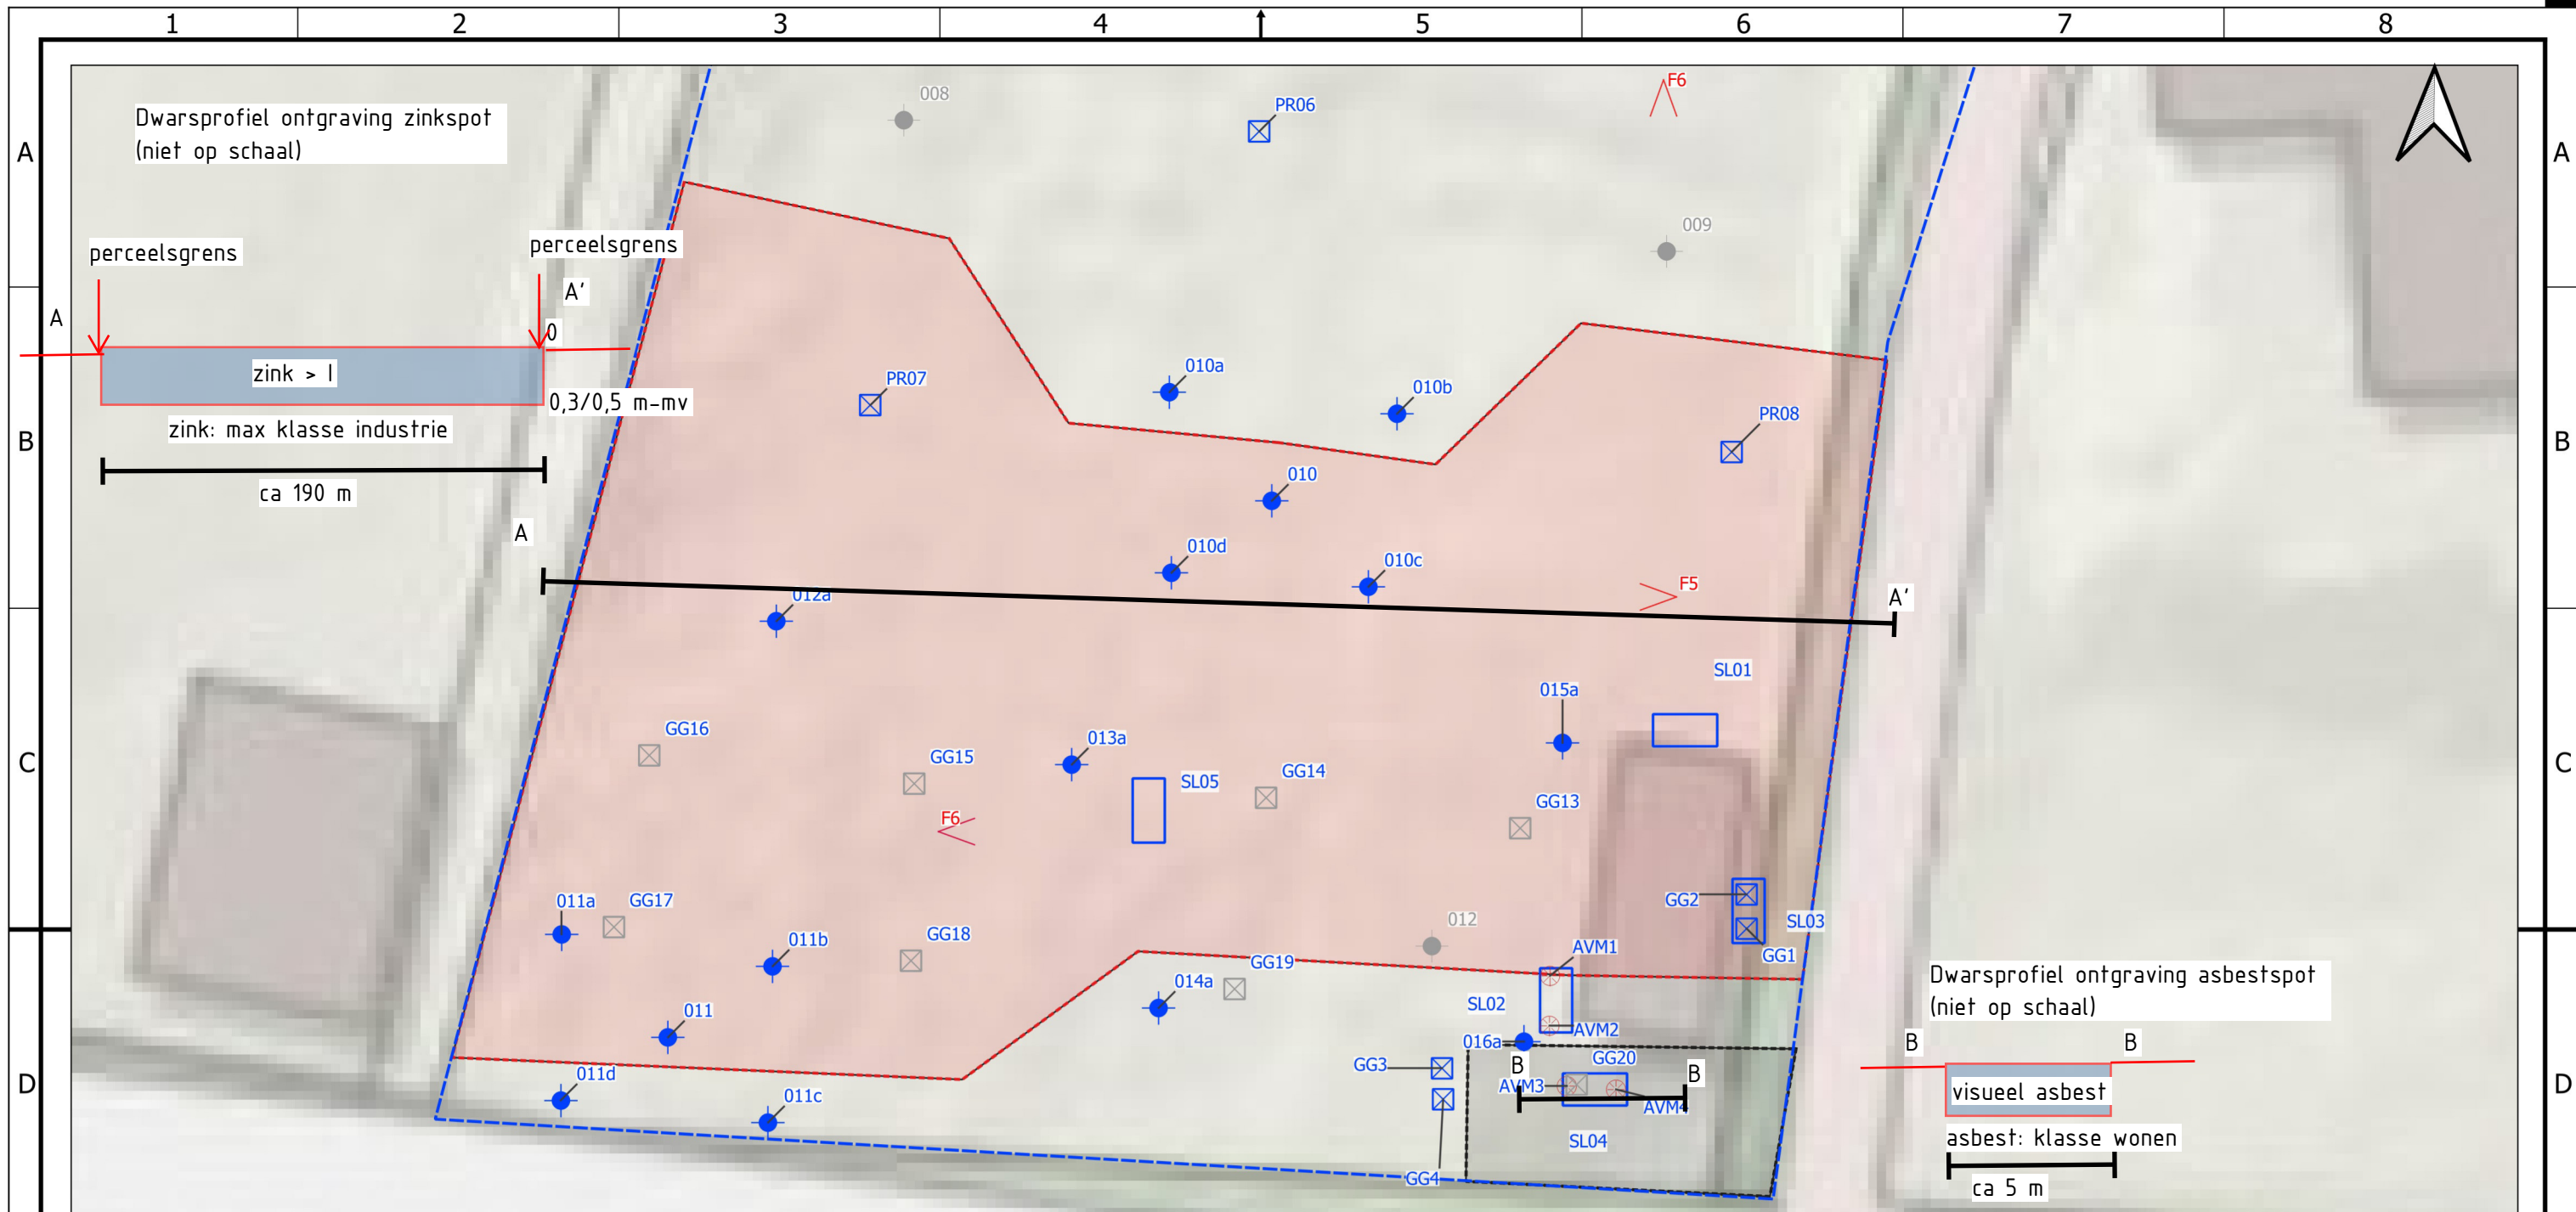 1 2 3 4 5 6 7 8
008
F6
PR06
Dwarsprofiel ontgraving zinkspot
(niet op schaal)
A A
009
perceelsgrens
perceelsgrens
A'
A
0
zink > I
010a
010b
PR07
0,3/0,5 m-mv
PR08
zink: max klasse industrie
B B
010
ca 190 m
A
010d
010c
F5
012a
A'
SL01
015a
GG16
013a
GG15
C C
GG14
SL05
GG13
F6
011a
GG17
GG2
012
SL03
011b
GG18
AVM1
GG1
GG19
Dwarsprofiel ontgraving asbestspot
014a
SL02
(niet op schaal)
011
AVM2
016a
B B
GG20
GG3
B
B
011d
D D
AVM3
visueel asbest
011c
AVM4
SL04
asbest: klasse wonen
GG4
ca 5 m